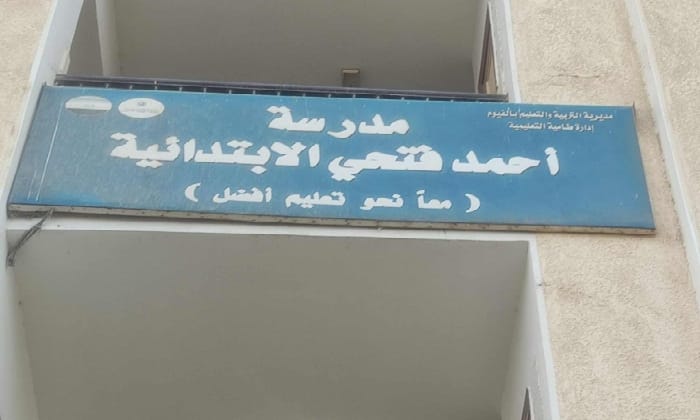 مديرية التربية والتعليم بالفيوم
إدارة طامية التعليمية
مدرسة
أحمد فتحي الابتدائية
( معاً نحو تعليم أفضل )